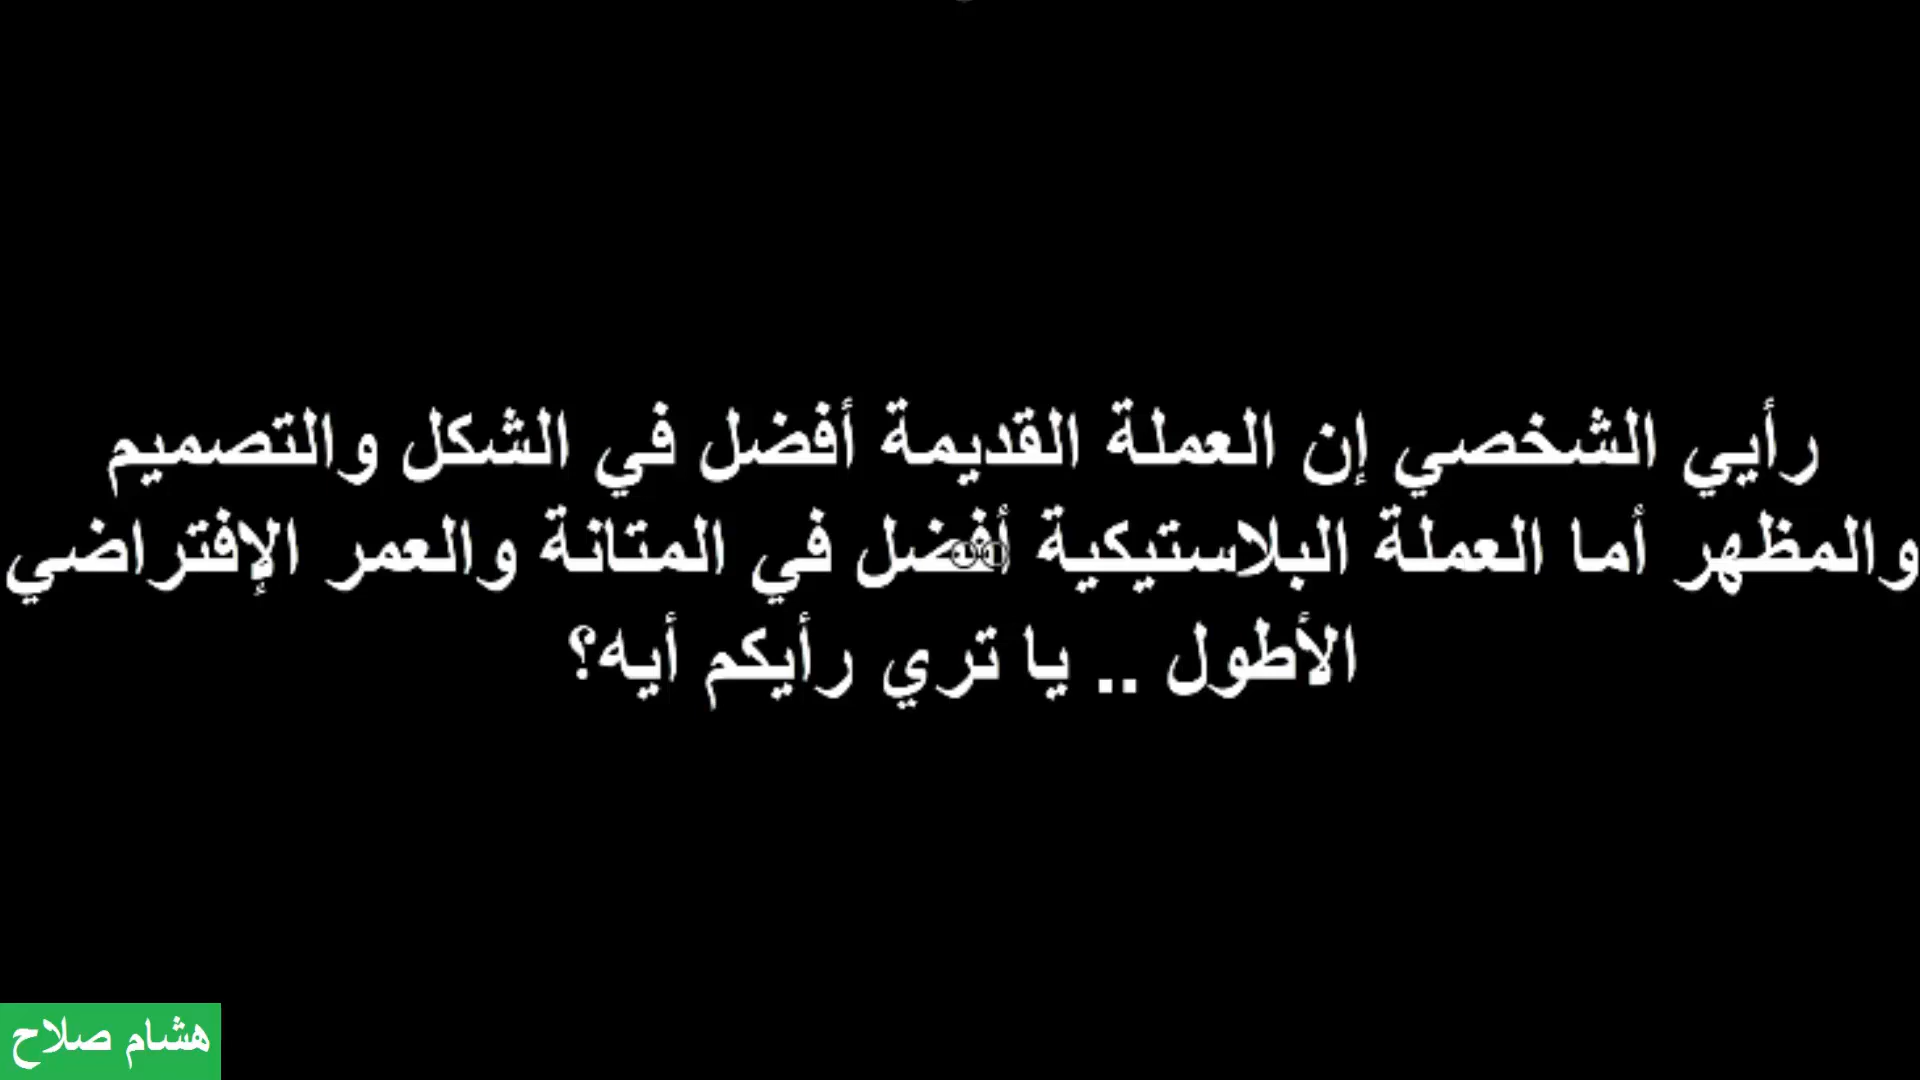 رأيي الشخصي إن العملة القديمة أفضل في الشكل والتصميم
والمظهر أما العملة البلاستيكية أفضل في المتانة والعمر الإفتراضي
الأطول .. يا تري رأيكم أيه؟
هشام صلاح